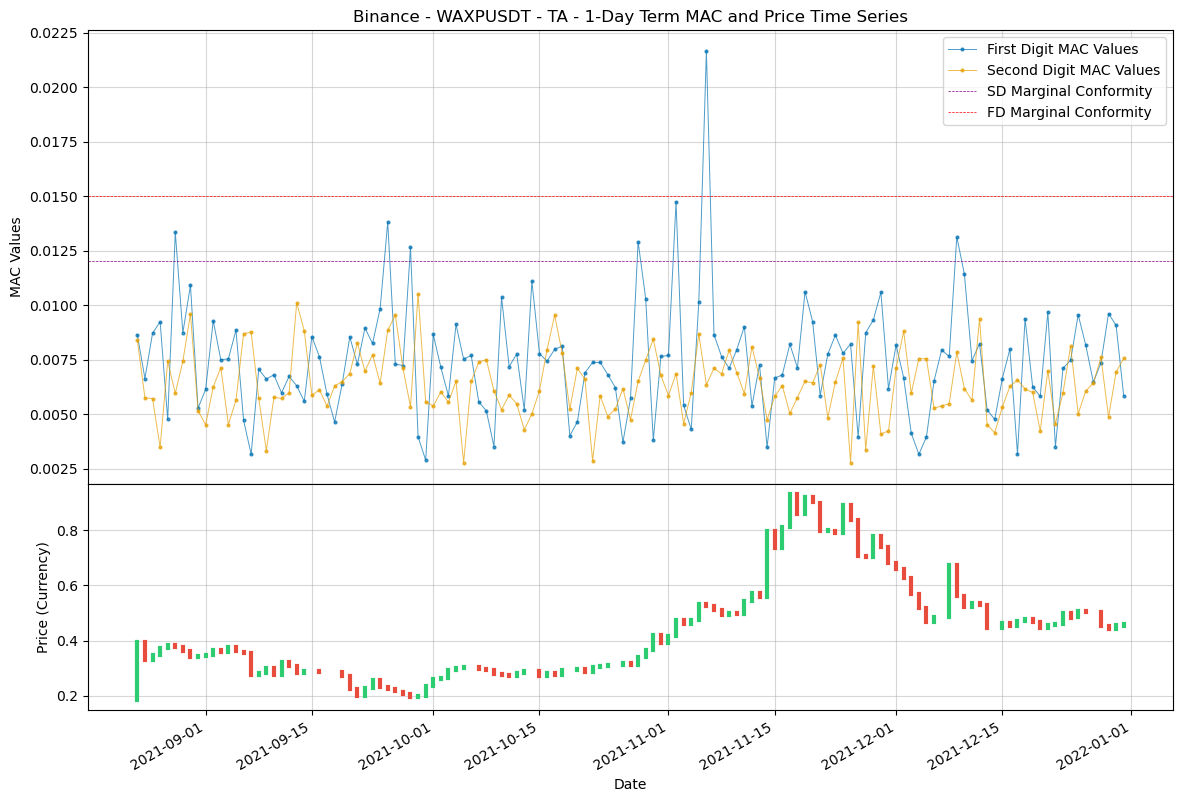 Binance - WAXPUSDT - TA - 1-Day Term MAC and Price Time Series
0.0225
0.0200
0.0175
0.0150
0.0125
0.0100
0.0075
0.0050
0.0025
MAC Values
First Digit MAC Values
Second Digit MAC Values
SD Marginal Conformity
FD Marginal Conformity
0.8
0.6
0.4
0.2
Price (Currency)
2021-09-01
2021-09-15
2021-10-01
2021-10-15
2021-11-01
2021-11-15
2021-12-01
2021-12-15
2022-01-01
Date